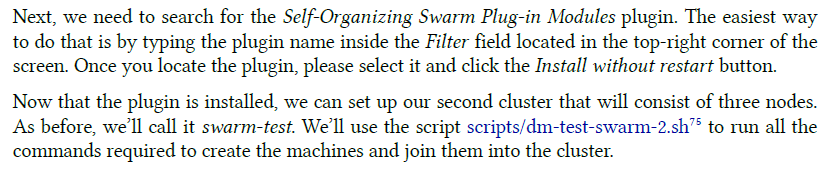 Next, we need to search for the Self-Organizing Swarm Plug-in Modules plugin. The easiest way
to do that is by typing the plugin name inside the Filter field located in the top-right corner of the
screen. Once you locate the plugin, please select it and click the Install without restart button.
Now that the plugin is installed, we can set up our second cluster that will consist of three nodes.
As before, we’ll call it swarm-test. We’ll use the script scripts/dm-test-swarm-2.sh⁷⁵ to run all the
commands required to create the machines and join them into the cluster.